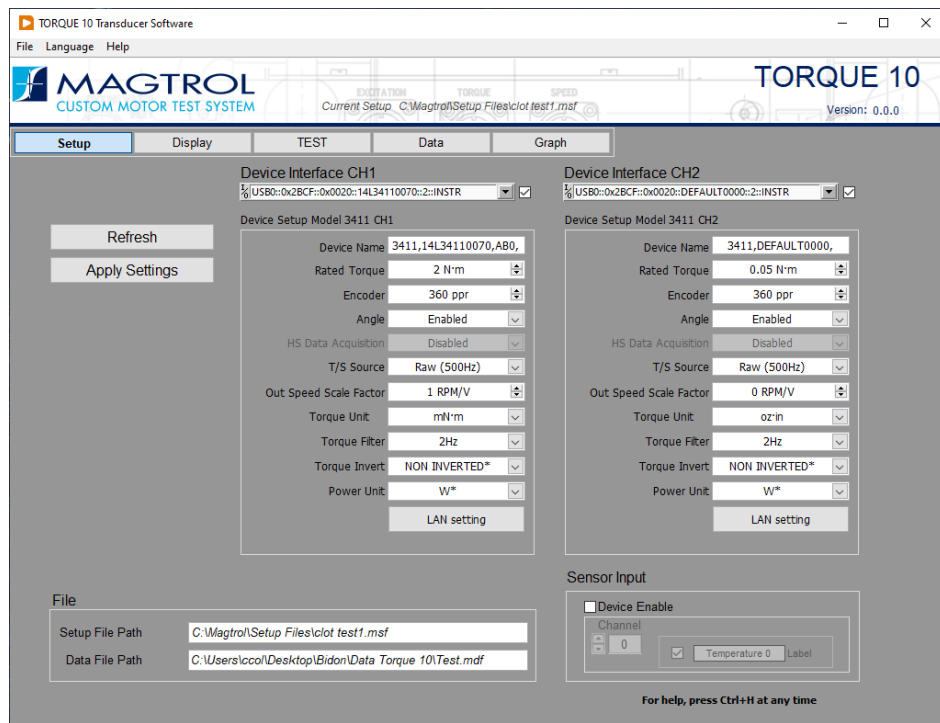 TORQUE 10 Transducer Software
File Language Help
MAGTROL
CUSTOM MOTOR TEST SYSTEM
EXCITATION TORQUE SPEED
Current Setup C:\Magtrol\Setup Files\clot test1.msf
TORQUE 10
Version: 0.0.0
Setup Display TEST Data Graph
Device Interface CH1
USB0::0x2BCF::0x0020::14L34110070::2::INSTR
Device Setup Model 3411 CH1
Refresh
Apply Settings
Device Name 3411,14L34110070,AB0,
Rated Torque 2 N·m
Encoder 360 ppr
Angle Enabled
HS Data Acquisition Disabled
T/S Source Raw (500Hz)
Out Speed Scale Factor 1 RPM/V
Torque Unit mN·m
Torque Filter 2Hz
Torque Invert NON INVERTED*
Power Unit W*
LAN setting
Device Interface CH2
USB0::0x2BCF::0x0020::DEFAULT0000::2::INSTR
Device Setup Model 3411 CH2
Device Name 3411,DEFAULT0000,
Rated Torque 0.05 N·m
Encoder 360 ppr
Angle Enabled
HS Data Acquisition Disabled
T/S Source Raw (500Hz)
Out Speed Scale Factor 0 RPM/V
Torque Unit oz·in
Torque Filter 2Hz
Torque Invert NON INVERTED*
Power Unit W*
LAN setting
File
Setup File Path C:\Magtrol\Setup Files\clot test1.msf
Data File Path C:\Users\ccol\Desktop\Bidon\Data Torque 10\Test.mdf
Sensor Input
Device Enable
Channel
0
Temperature 0 Label
For help, press Ctrl+H at any time